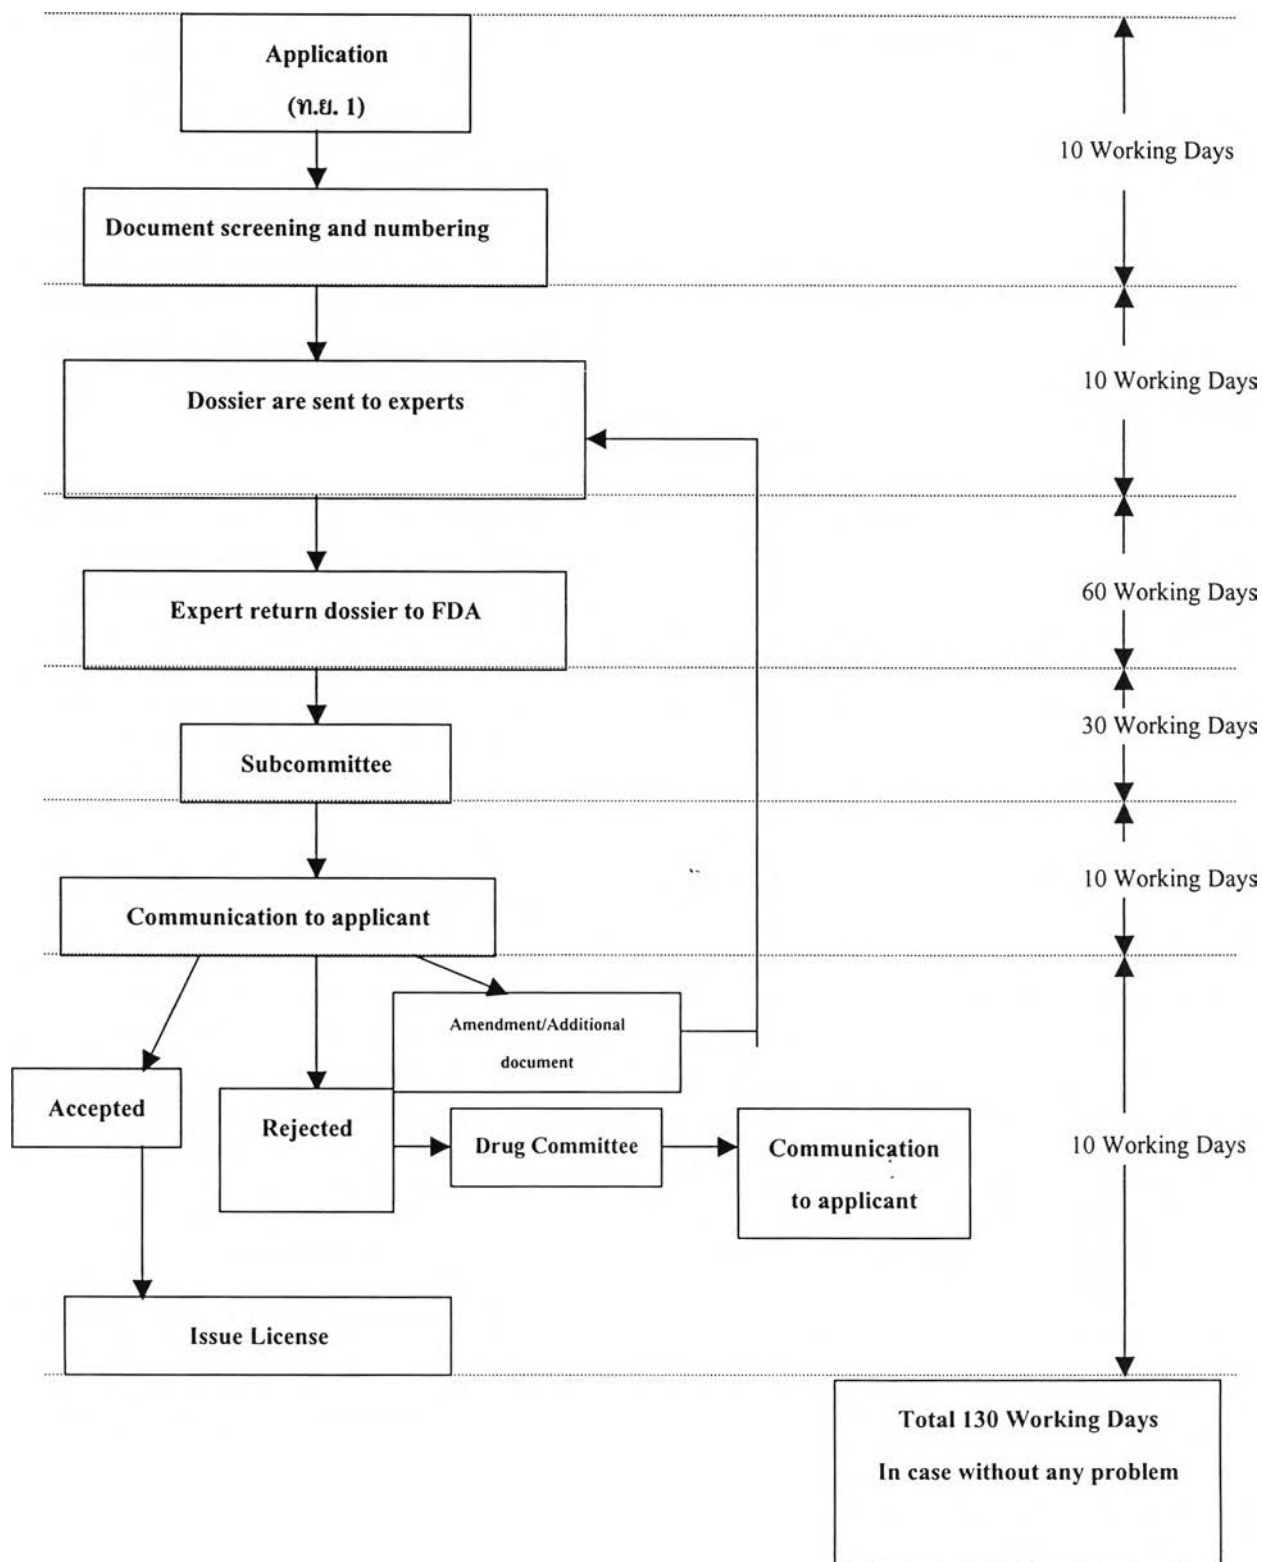 Application
(ท.ย. 1)
10 Working Days
Document screening and numbering
Dossier are sent to experts
10 Working Days
Expert return dossier to FDA
60 Working Days
Subcommittee
30 Working Days
Communication to applicant
10 Working Days
Amendment/Additional
document
Accepted
Rejected
Drug Committee
Communication
to applicant
10 Working Days
Issue License
Total 130 Working Days
In case without any problem